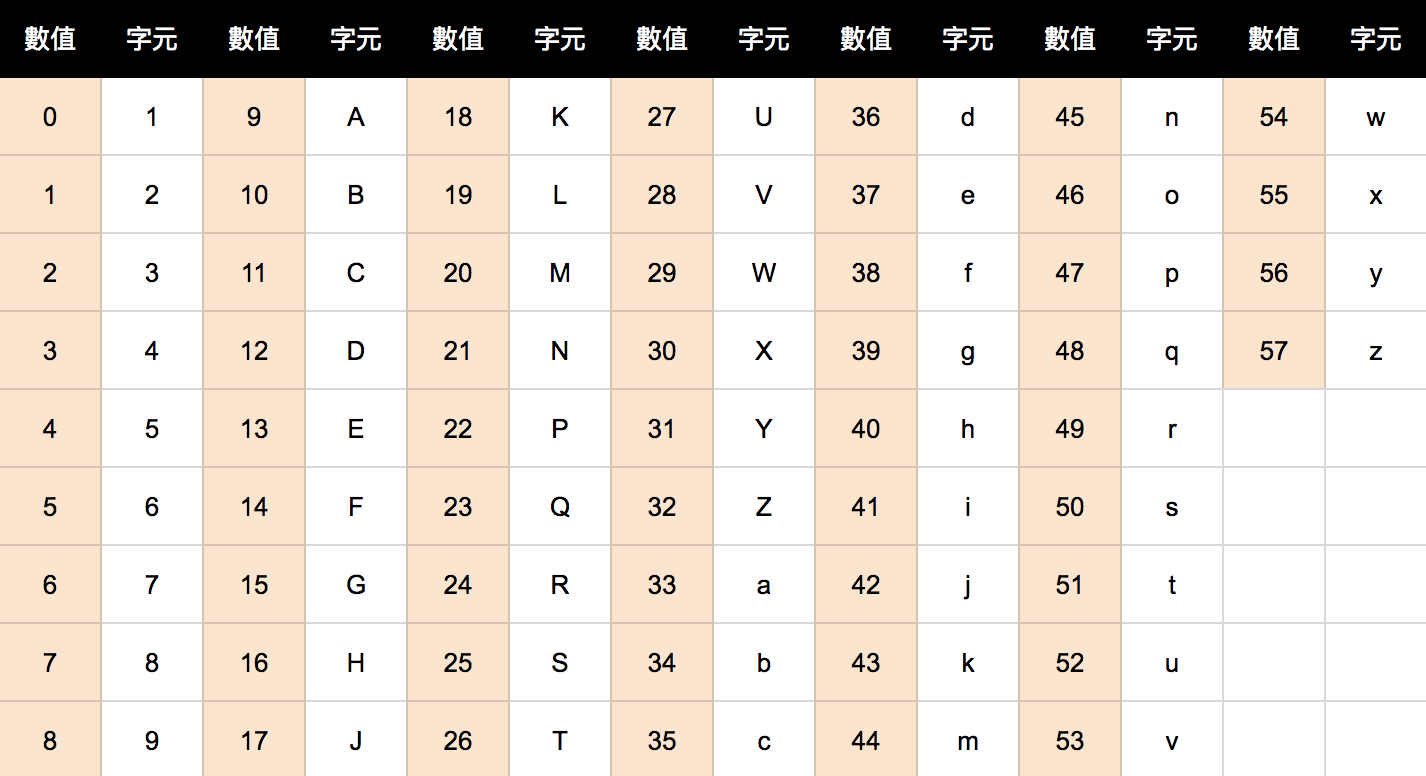 數值 字元 數值 字元 數值 字元 數值 字元 數值 字元 數值 字元 數值 字元
0 1 9 A 18 K 27 U 36 d 45 n 54 w
1 2 10 B 19 L 28 V 37 e 46 o 55 x
2 3 11 C 20 M 29 W 38 f 47 p 56 y
3 4 12 D 21 N 30 X 39 g 48 q 57 z
4 5 13 E 22 P 31 Y 40 h 49 r
5 6 14 F 23 Q 32 Z 41 i 50 s
6 7 15 G 24 R 33 a 42 j 51 t
7 8 16 H 25 S 34 b 43 k 52 u
8 9 17 J 26 T 35 c 44 m 53 v